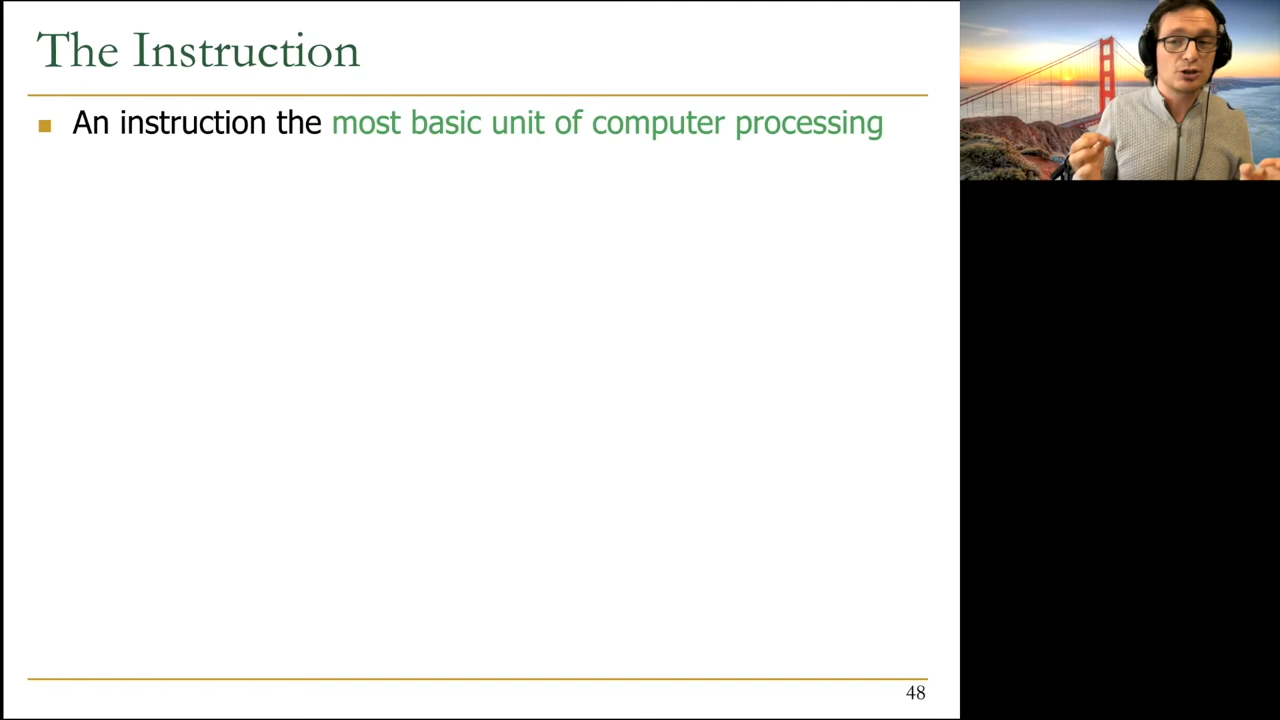 The Instruction
An instruction the most basic unit of computer processing
48